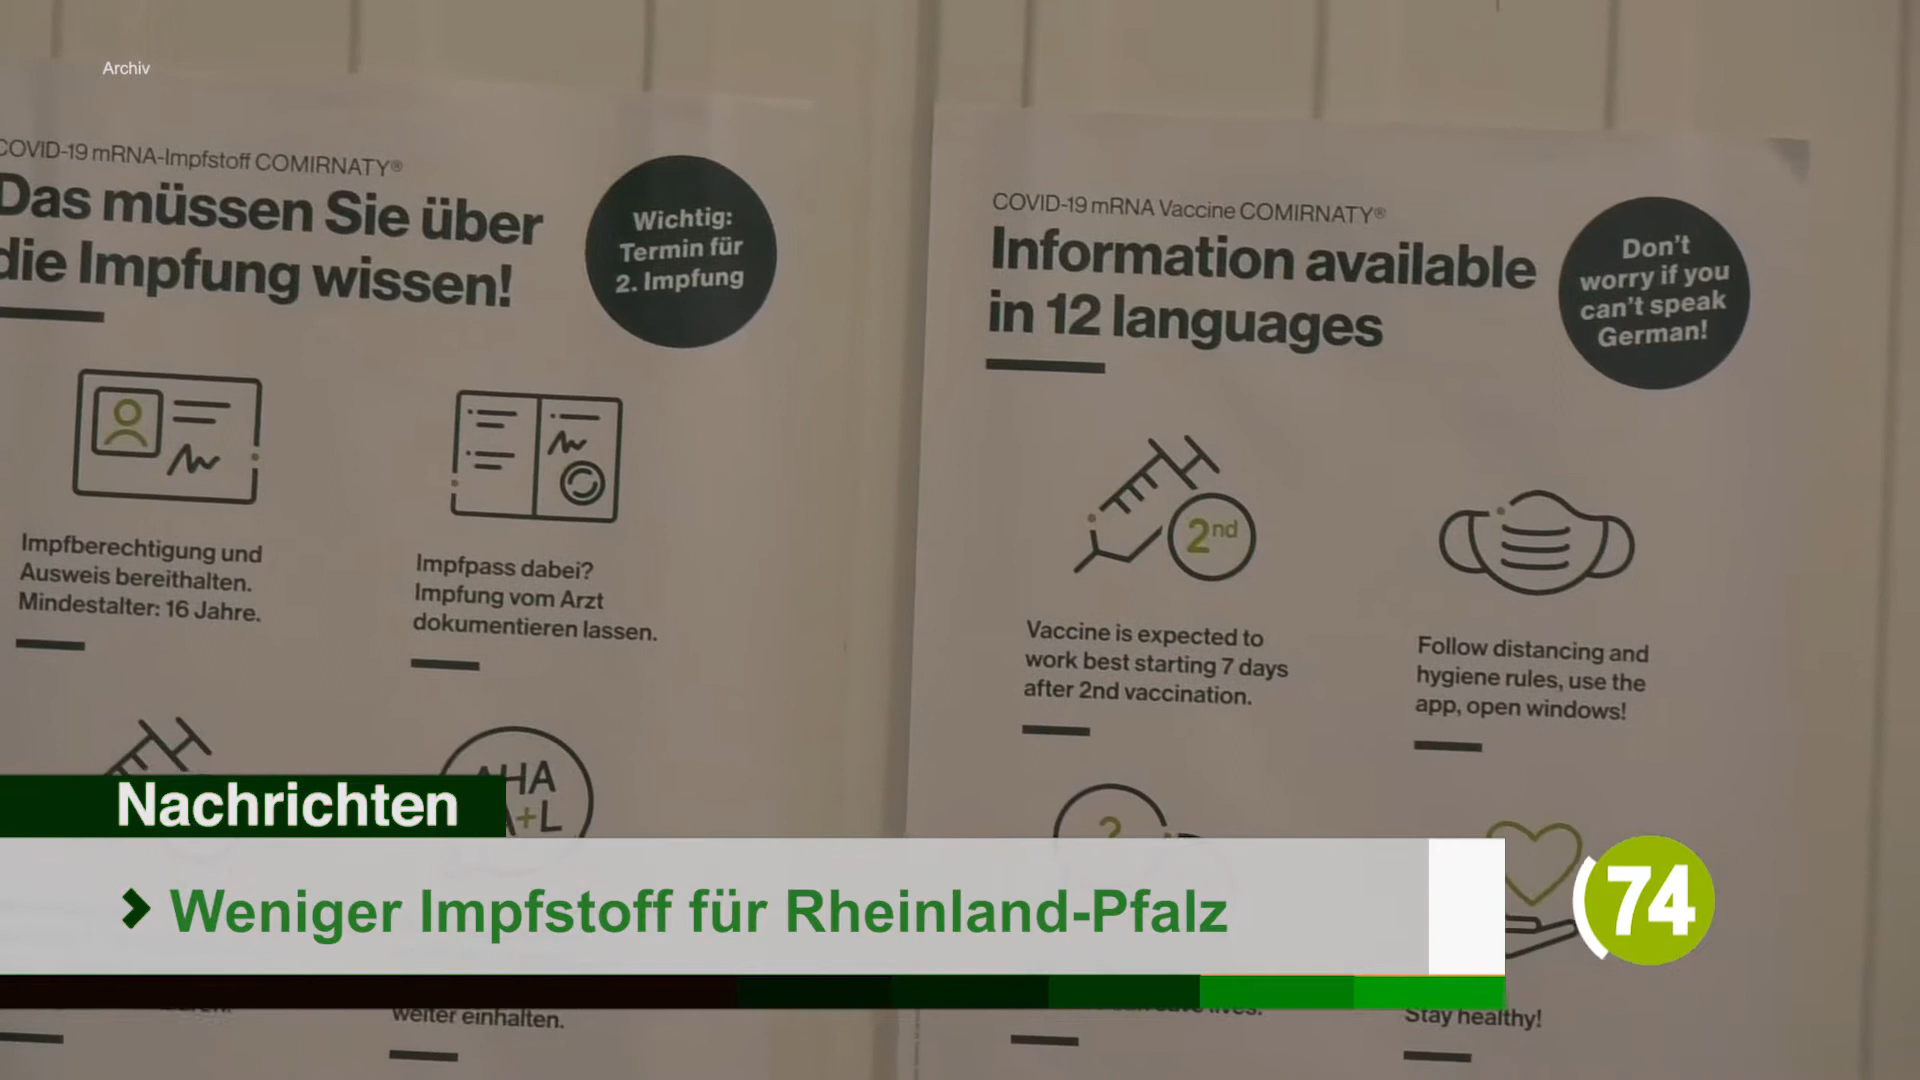 Archiv
COVID-19 mRNA-Impfstoff COMIRNATY®
Das müssen Sie über
die Impfung wissen!
Wichtig:
Termin für
2. Impfung
Impfberechtigung und
Ausweis bereithalten.
Mindestalter: 16 Jahre.
Impfpass dabei?
Impfung vom Arzt
dokumentieren lassen.
AHA
+L
weiter einhalten.
COVID-19 mRNA Vaccine COMIRNATY®
Information available
in 12 languages
Don't
worry if you
can't speak
German!
2nd
Vaccine is expected to
work best starting 7 days
after 2nd vaccination.
Follow distancing and
hygiene rules, use the
app, open windows!
?
Stay healthy!
Nachrichten
Weniger Impfstoff für Rheinland-Pfalz
74